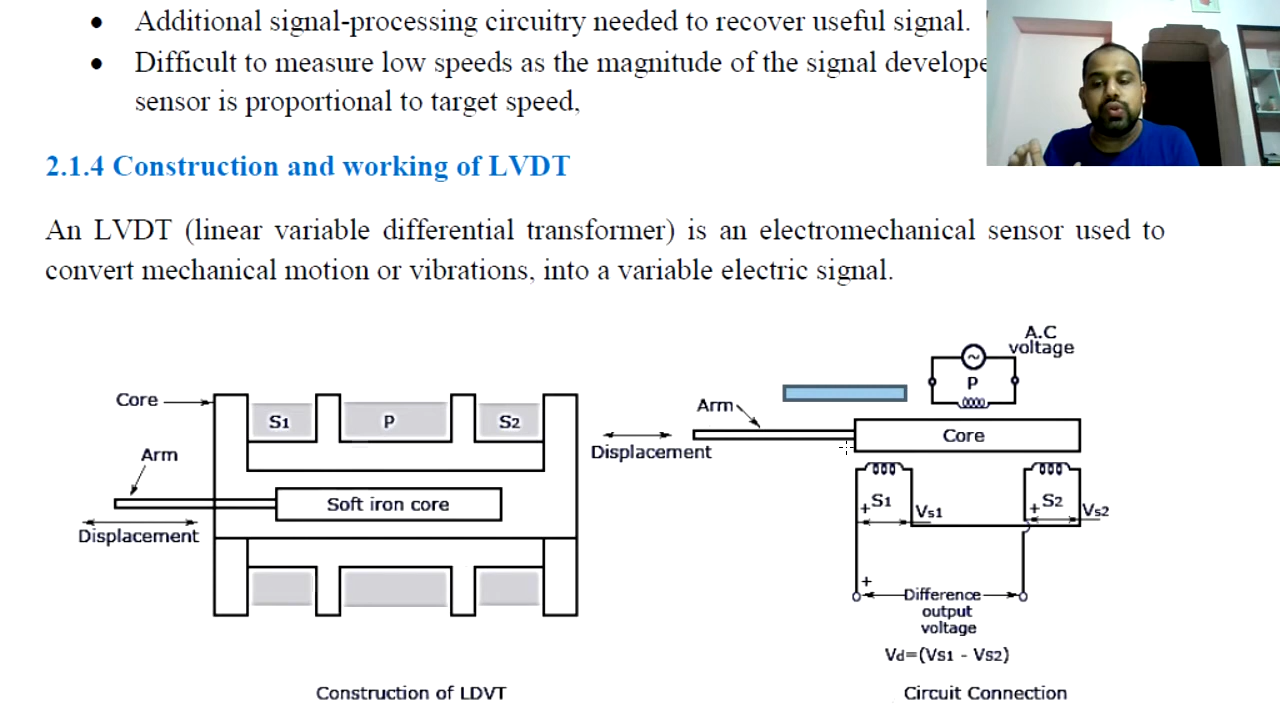 • Additional signal-processing circuitry needed to recover useful signal.
• Difficult to measure low speeds as the magnitude of the signal develope
sensor is proportional to target speed,
2.1.4 Construction and working of LVDT
An LVDT (linear variable differential transformer) is an electromechanical sensor used to
convert mechanical motion or vibrations, into a variable electric signal.
Core
S1
P
S2
Arm
Soft iron core
Displacement
Construction of LDVT
A.C
voltage
~
P
Arm
Core
Displacement
+ S1
Vs1
+ S2
Vs2
+
Difference
output
voltage
Vd=(Vs1 - Vs2)
Circuit Connection